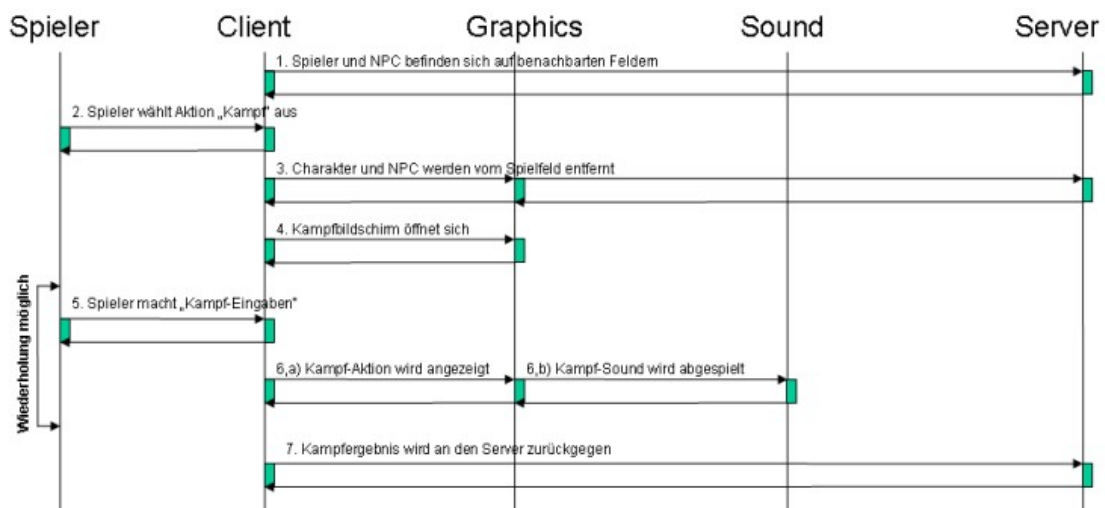 Spieler Client Graphics Sound Server
1. Spieler und NPC befinden sich auf benachbarten Feldern
2. Spieler wählt Aktion „Kampf" aus
3. Charakter und NPC werden vom Spielfeld entfernt
4. Kampfbildschirm öffnet sich
Wiederholung möglich
5. Spieler macht „Kampf-Eingaben"
6,a) Kampf-Aktion wird angezeigt 6,b) Kampf-Sound wird abgespielt
7. Kampfergebnis wird an den Server zurückgegen